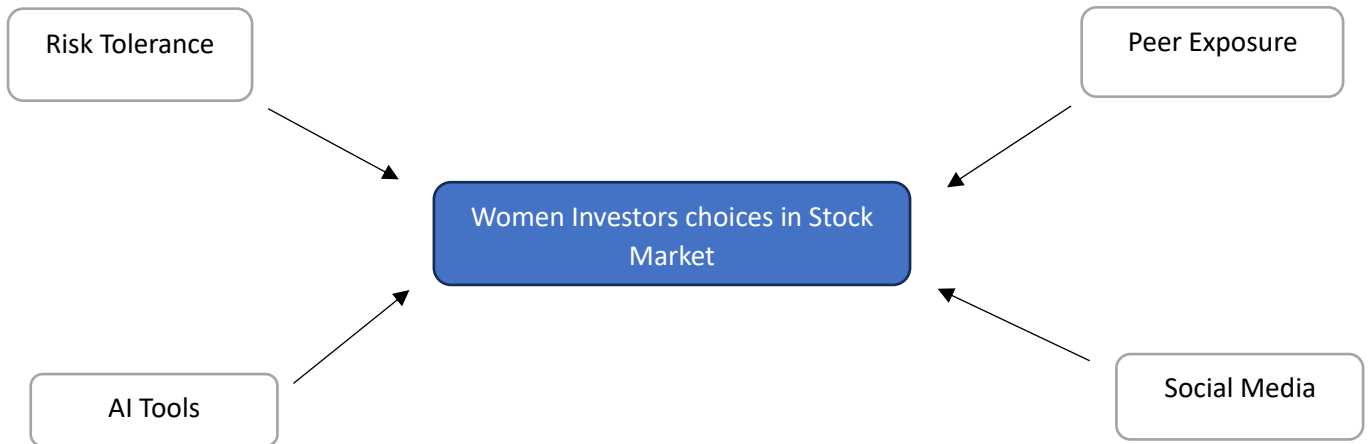 Risk Tolerance
Peer Exposure
Women Investors choices in Stock
Market
AI Tools
Social Media